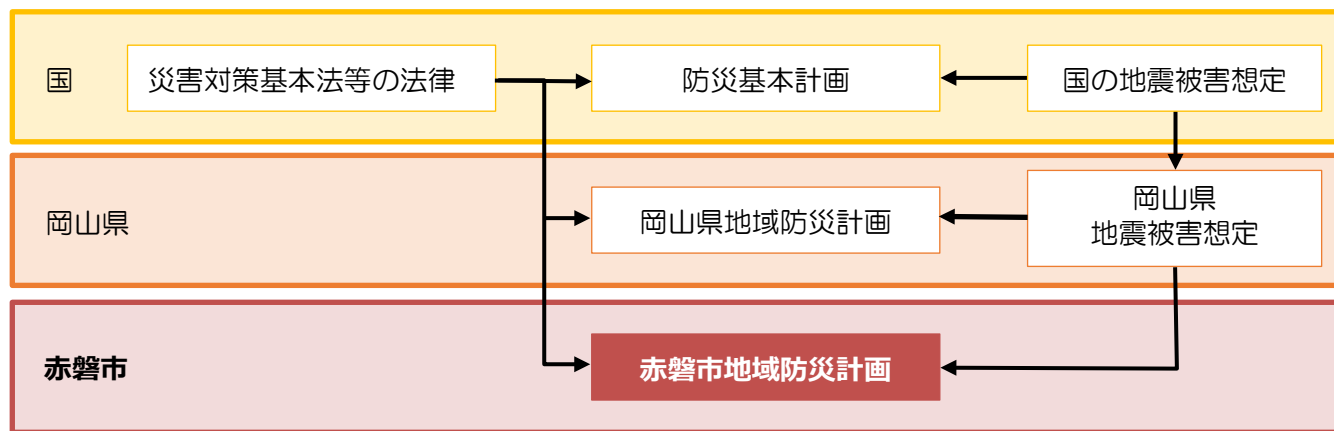 国
災害対策基本法等の法律
防災基本計画
国の地震被害想定
岡山県
岡山県地域防災計画
岡山県
地震被害想定
赤磐市
赤磐市地域防災計画